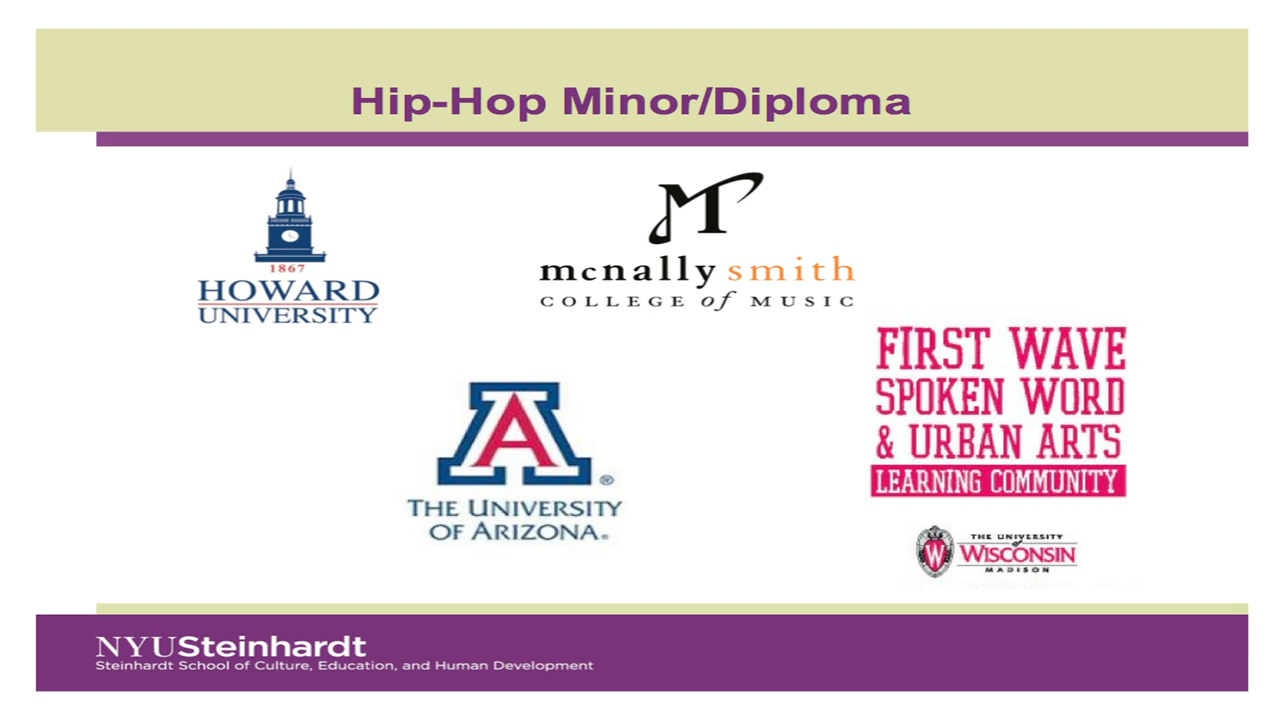 Hip-Hop Minor/Diploma
1867
HOWARD
UNIVERSITY
M
mcnally smith
COLLEGE of MUSIC
A
®
THE UNIVERSITY
OF ARIZONA®
FIRST WAVE
SPOKEN WORD
& URBAN ARTS
LEARNING COMMUNITY
W
THE UNIVERSITY
of
WISCONSIN
MADISON
NYUSteinhardt
Steinhardt School of Culture, Education, and Human Development